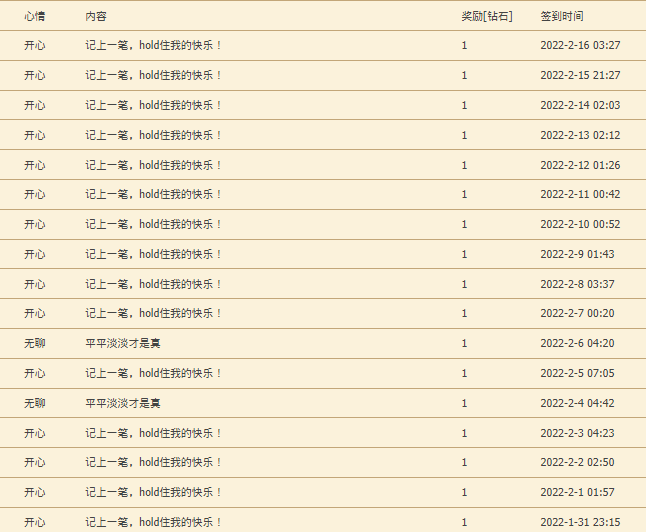 心情 内容 奖励[钻石] 签到时间
开心 记上一笔，hold住我的快乐！ 1 2022-2-16 03:27
开心 记上一笔，hold住我的快乐！ 1 2022-2-15 21:27
开心 记上一笔，hold住我的快乐！ 1 2022-2-14 02:03
开心 记上一笔，hold住我的快乐！ 1 2022-2-13 02:12
开心 记上一笔，hold住我的快乐！ 1 2022-2-12 01:26
开心 记上一笔，hold住我的快乐！ 1 2022-2-11 00:42
开心 记上一笔，hold住我的快乐！ 1 2022-2-10 00:52
开心 记上一笔，hold住我的快乐！ 1 2022-2-9 01:43
开心 记上一笔，hold住我的快乐！ 1 2022-2-8 03:37
开心 记上一笔，hold住我的快乐！ 1 2022-2-7 00:20
无聊 平平淡淡才是真 1 2022-2-6 04:20
开心 记上一笔，hold住我的快乐！ 1 2022-2-5 07:05
无聊 平平淡淡才是真 1 2022-2-4 04:42
开心 记上一笔，hold住我的快乐！ 1 2022-2-3 04:23
开心 记上一笔，hold住我的快乐！ 1 2022-2-2 02:50
开心 记上一笔，hold住我的快乐！ 1 2022-2-1 01:57
开心 记上一笔，hold住我的快乐！ 1 2022-1-31 23:15